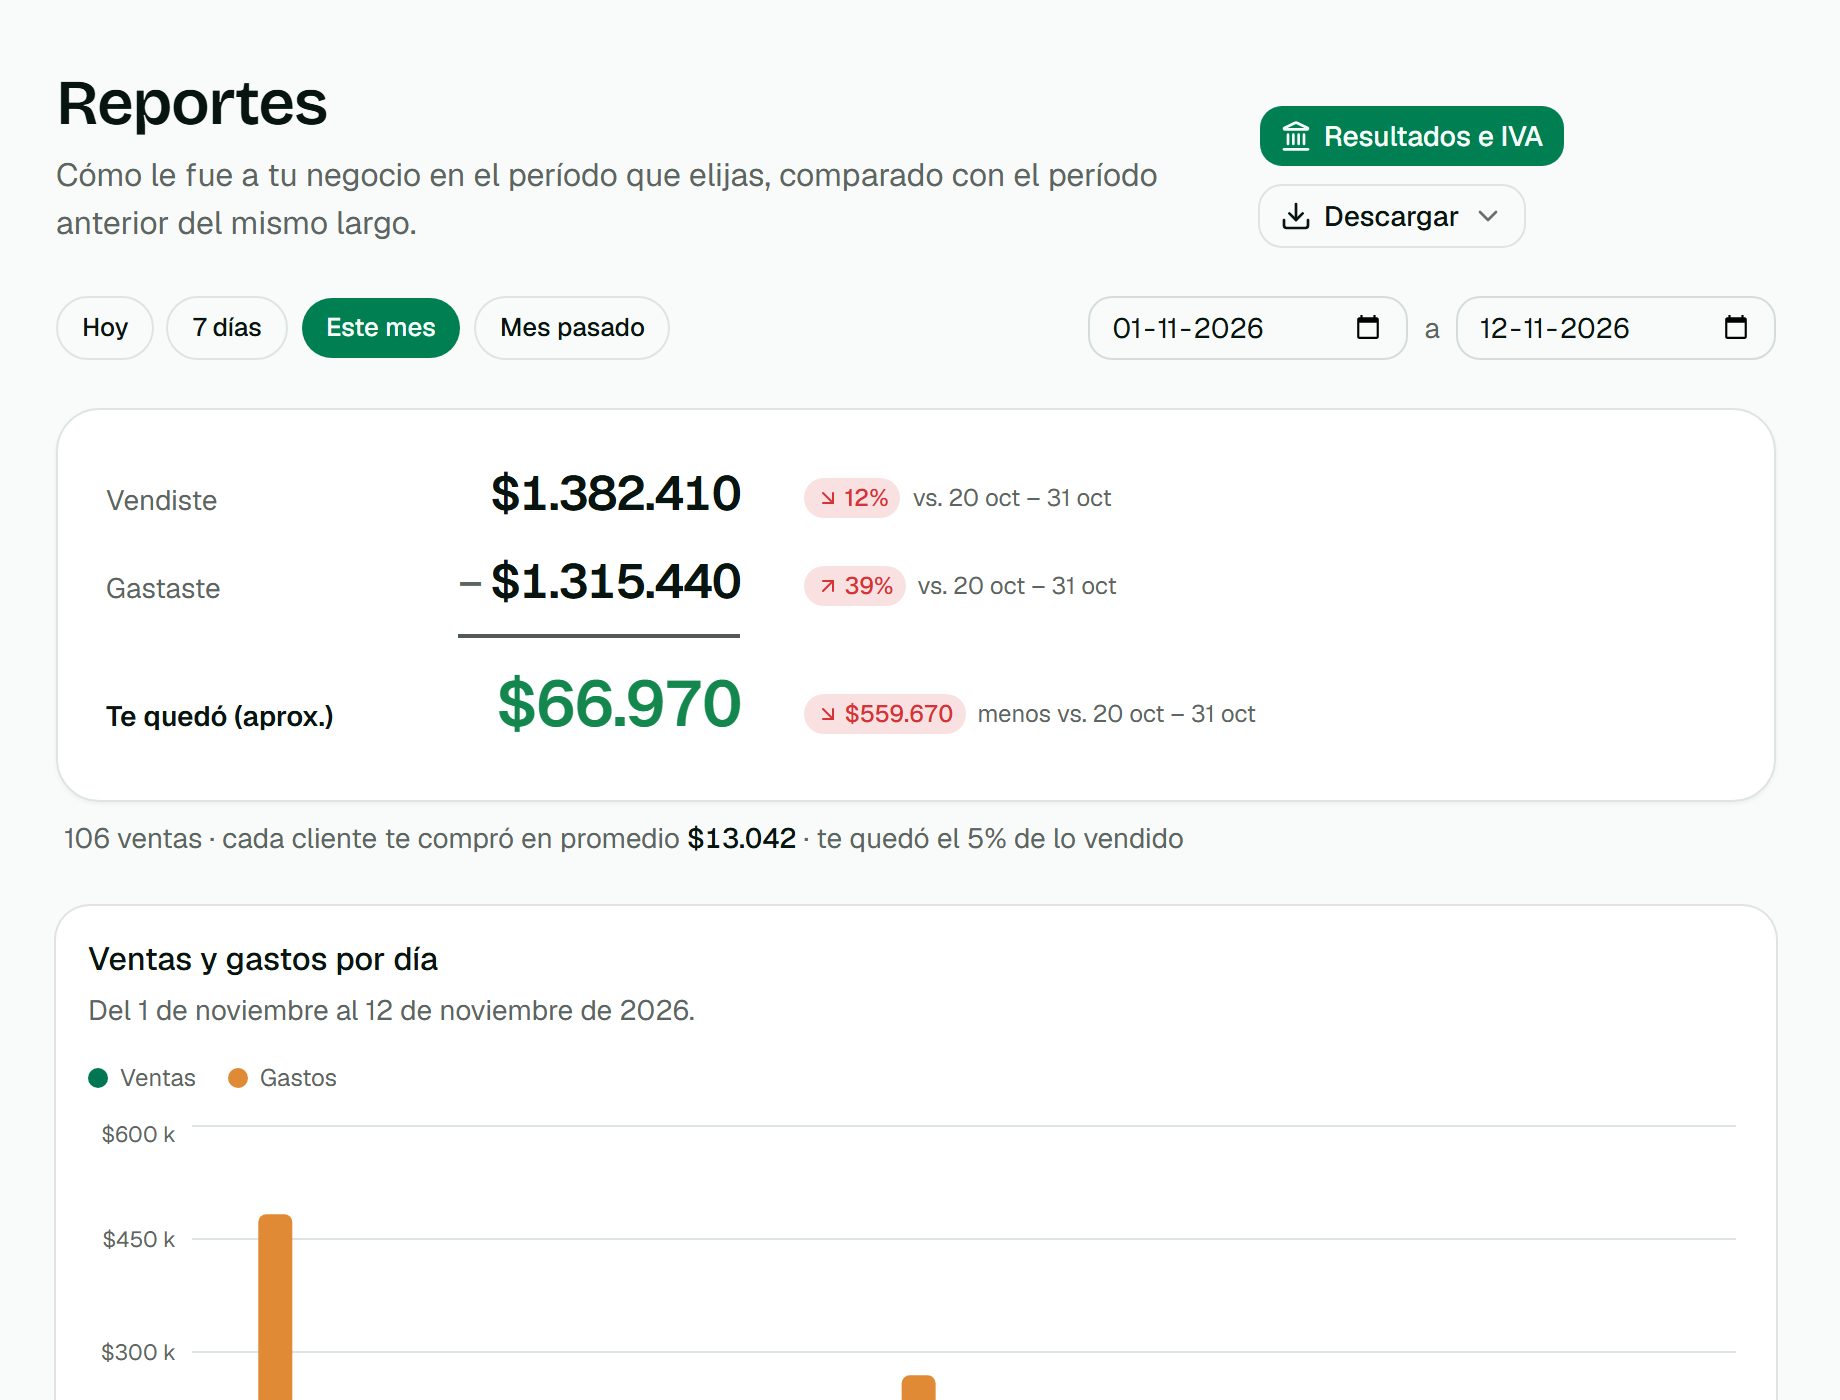 Reportes
Cómo le fue a tu negocio en el período que elijas, comparado con el período
anterior del mismo largo.
Resultados e IVA
Descargar
Hoy
7 días
Este mes
Mes pasado
01-11-2026
a
12-11-2026
Vendiste
$1.382.410
12%
vs. 20 oct – 31 oct
Gastaste
– $1.315.440
39%
vs. 20 oct – 31 oct
Te quedó (aprox.)
$66.970
$559.670
menos vs. 20 oct – 31 oct
106 ventas · cada cliente te compró en promedio $13.042 · te quedó el 5% de lo vendido
Ventas y gastos por día
Del 1 de noviembre al 12 de noviembre de 2026.
Ventas
Gastos
$600 k
$450 k
$300 k